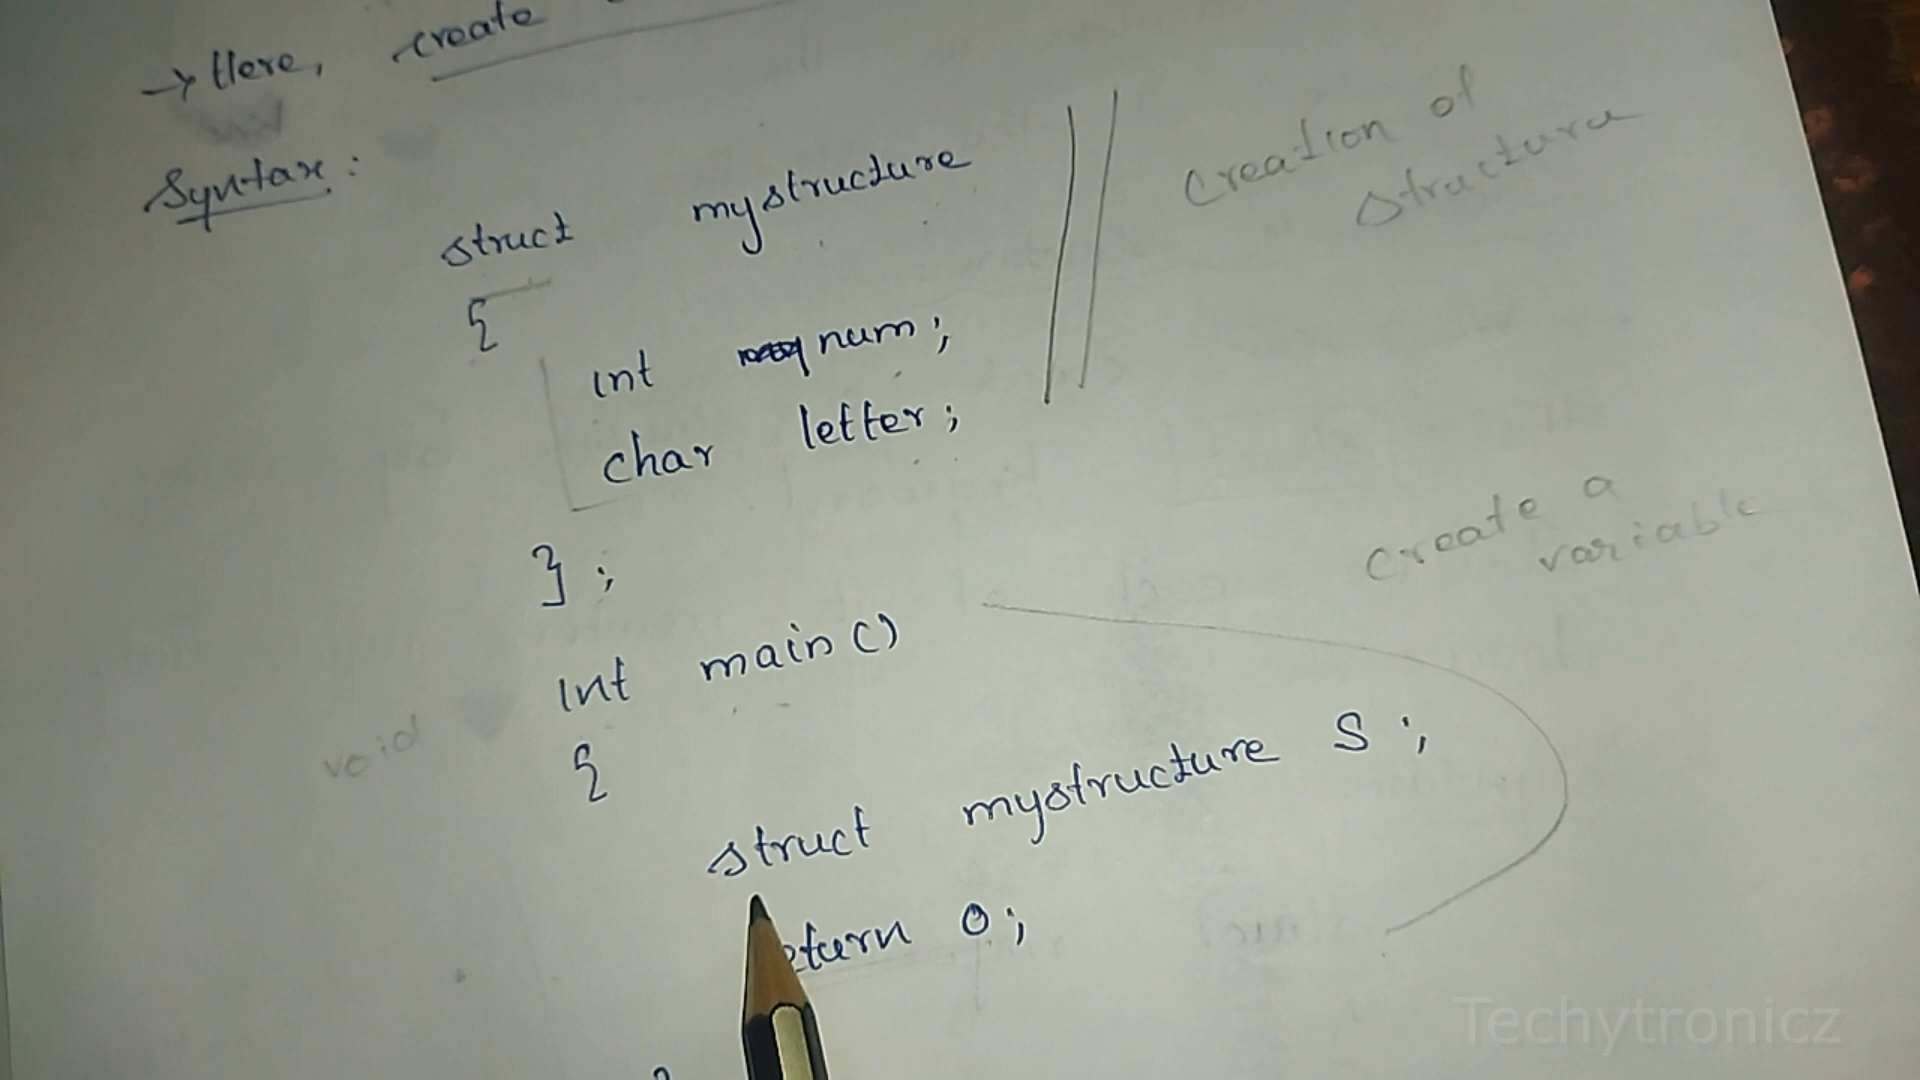 → Here, create
Syntax:
struct mystructure
{
int num;
char letter;
};
int main()
{
struct mystructure S;
return 0;
}
Creation of
structure
Create a
variable
void
Techytronicz